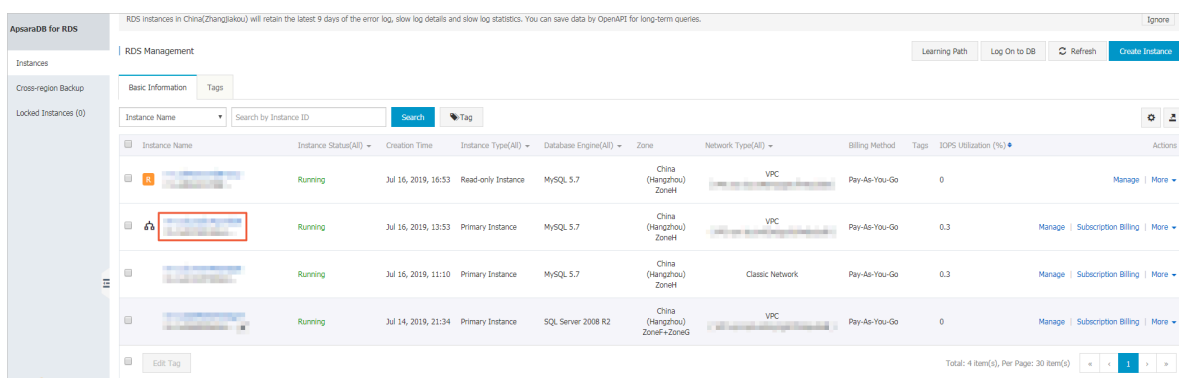 RDS instances in China(Zhangjiakou) will retain the latest 9 days of the error log, slow log details and slow log statistics. You can save data by OpenAPI for long-term queries.
Ignore
ApsaraDB for RDS
RDS Management
Learning Path
Log On to DB
Refresh
Create Instance
Instances
Cross-region Backup
Locked Instances (0)
Basic Information
Tags
Instance Name
Search by Instance ID
Search
Tag
Instance Name Instance Status(All) Creation Time Instance Type(All) Database Engine(All) Zone Network Type(All) Billing Method Tags IOPS Utilization (%) Actions
R
Running
Jul 16, 2019, 16:53
Read-only Instance
MySQL 5.7
China
(Hangzhou)
ZoneH
VPC
Pay-As-You-Go
0
Manage | More
Running
Jul 16, 2019, 13:53
Primary Instance
MySQL 5.7
China
(Hangzhou)
ZoneH
VPC
Pay-As-You-Go
0.3
Manage | Subscription Billing | More
Running
Jul 16, 2019, 11:10
Primary Instance
MySQL 5.7
China
(Hangzhou)
ZoneH
Classic Network
Pay-As-You-Go
0.3
Manage | Subscription Billing | More
Running
Jul 14, 2019, 21:34
Primary Instance
SQL Server 2008 R2
China
(Hangzhou)
ZoneF+ZoneG
VPC
Pay-As-You-Go
0
Manage | Subscription Billing | More
Edit Tag
Total: 4 item(s), Per Page: 30 item(s)
« ‹ 1 › »